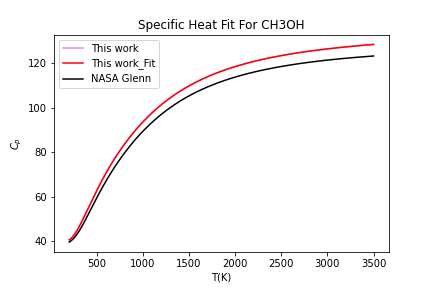 Specific Heat Fit For CH3OH
This work
This work_Fit
NASA Glenn
120
100
80
60
40
Cp
500 1000 1500 2000 2500 3000 3500
T(K)